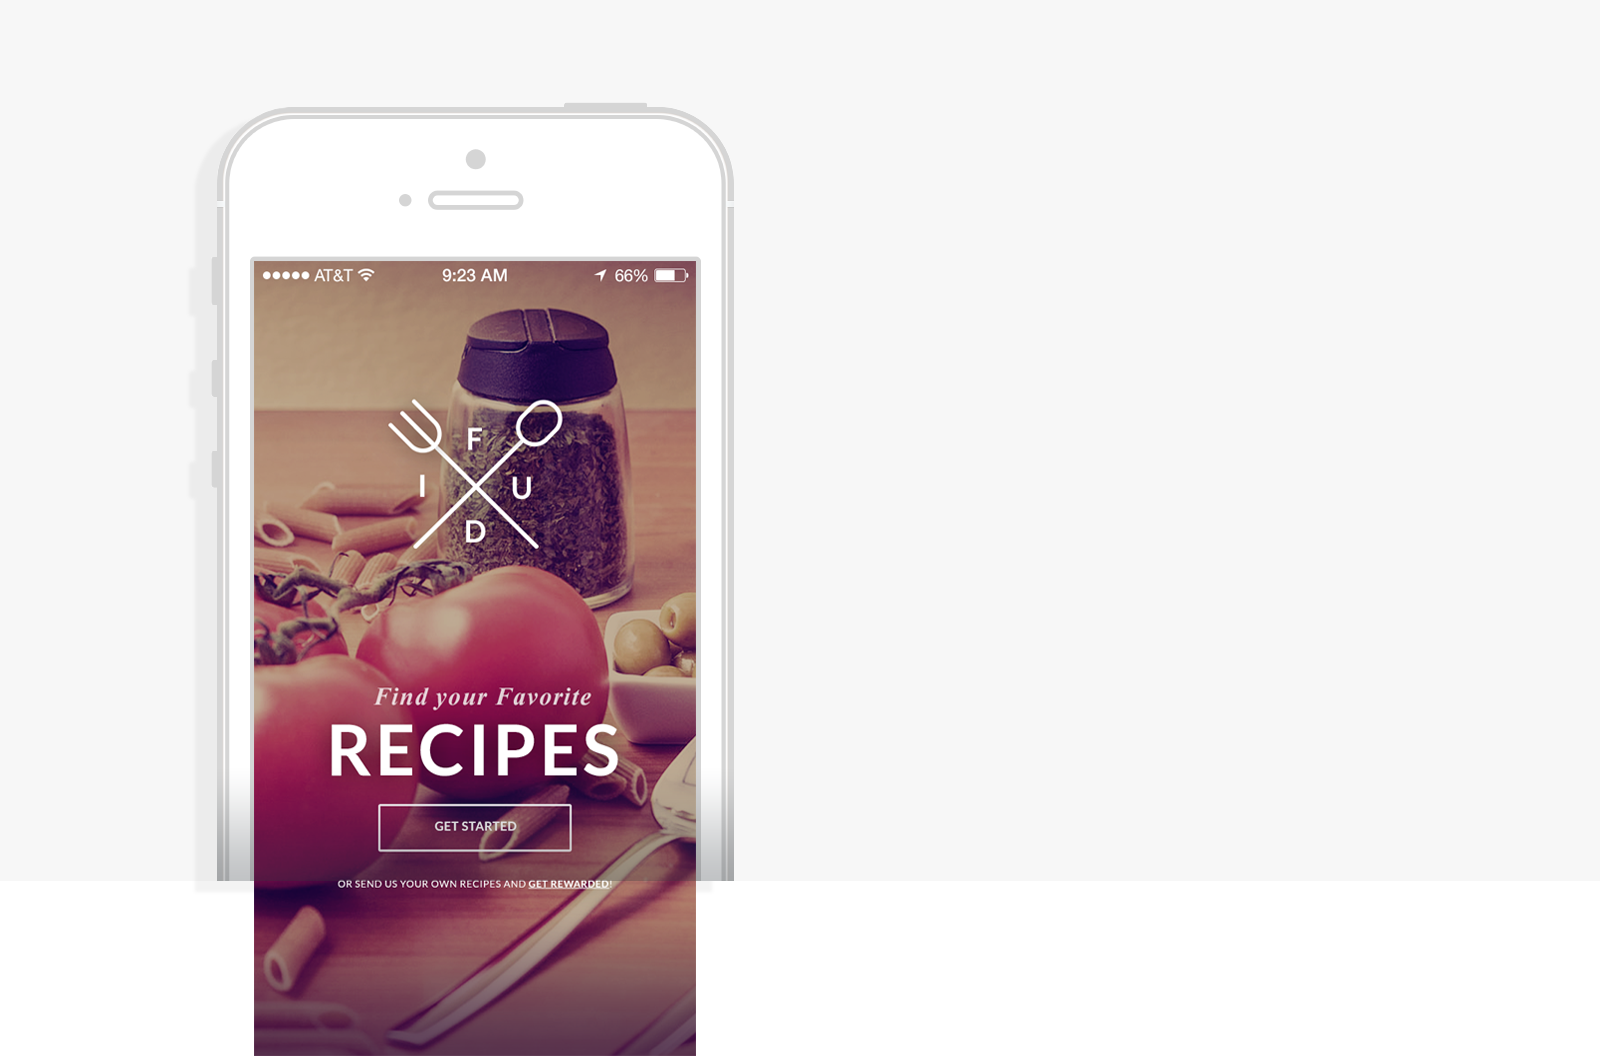 AT&T 9:23 AM 66%
F
I U
D
Find your Favorite
RECIPES
GET STARTED
OR SEND US YOUR OWN RECIPES AND GET REWARDED!